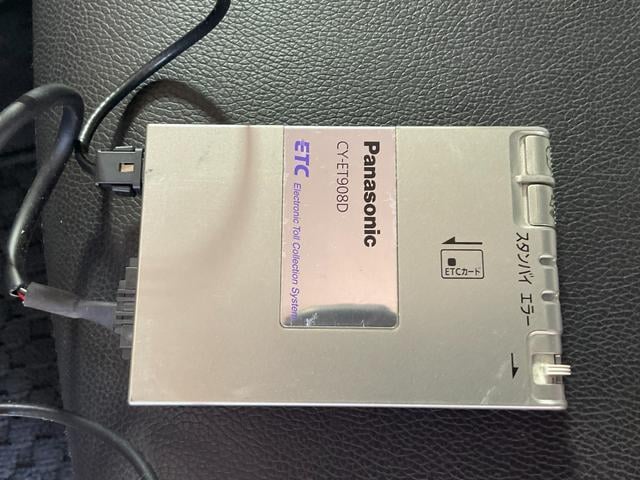 Panasonic
CY-ET908D
ETC Electronic Toll Collection System
ETCカード
スタンバイ エラー